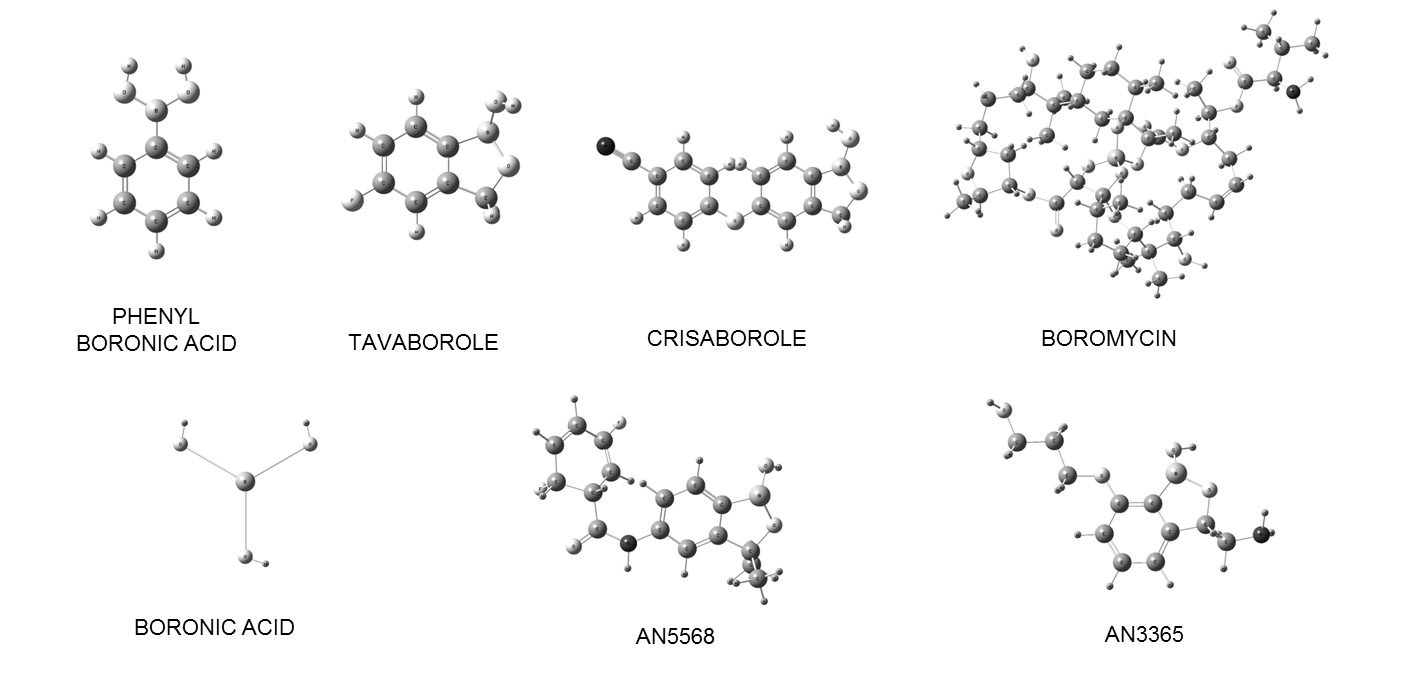 PHENYL
BORONIC ACID
TAVABOROLE
CRISABOROLE
BOROMYCIN
BORONIC ACID
AN5568
AN3365